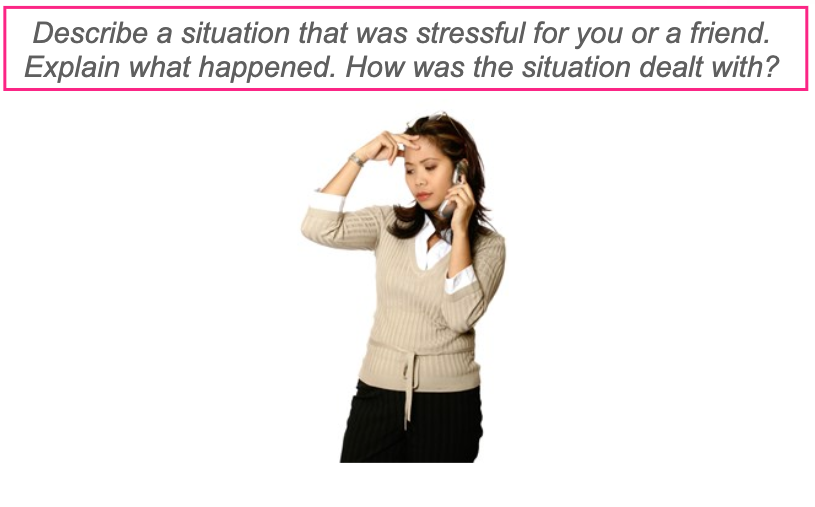 Describe a situation that was stressful for you or a friend.
Explain what happened. How was the situation dealt with?